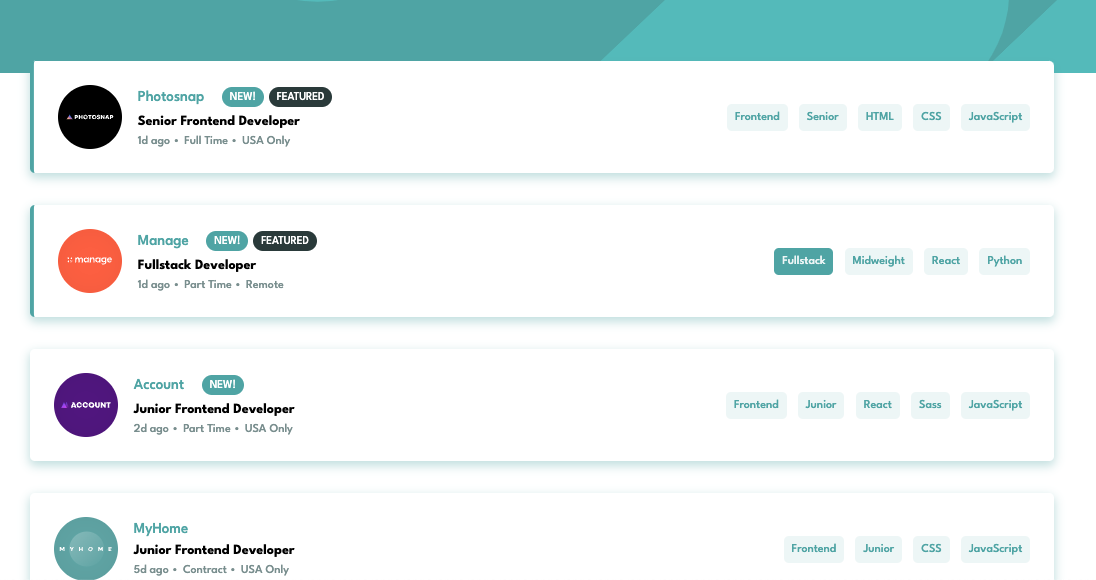 PHOTOSNAP
Photosnap NEW! FEATURED
Senior Frontend Developer
1d ago • Full Time • USA Only
Frontend Senior HTML CSS JavaScript
manage
Manage NEW! FEATURED
Fullstack Developer
1d ago • Part Time • Remote
Fullstack Midweight React Python
ACCOUNT
Account NEW!
Junior Frontend Developer
2d ago • Part Time • USA Only
Frontend Junior React Sass JavaScript
MYHOME
MyHome
Junior Frontend Developer
5d ago • Contract • USA Only
Frontend Junior CSS JavaScript